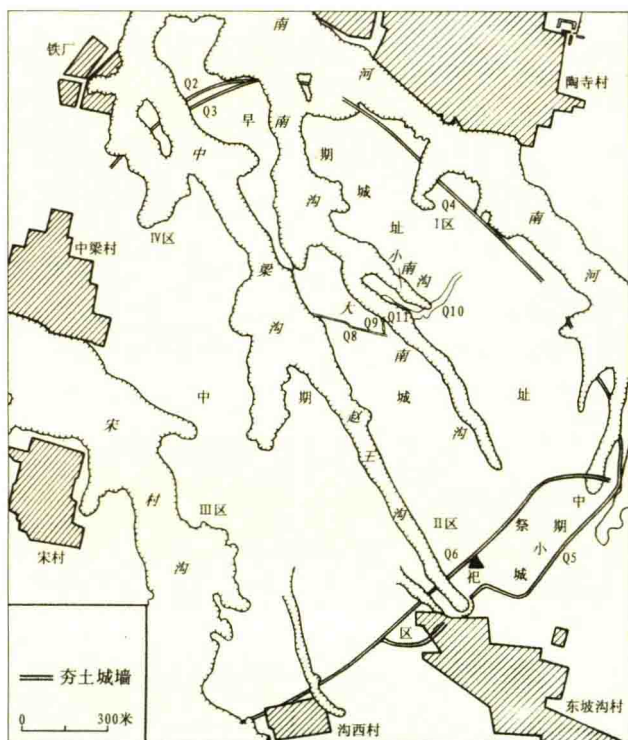 铁厂
南河
陶寺村
Q2
Q3
早期城址
南沟
中梁沟
Q4
I区
南河
Ⅳ区
中梁村
小南沟
大南沟
Q11
Q10
Q9
Q8
中期城址
宋村沟
赵王沟
Ⅲ区
Ⅱ区
中期小城
祭祀区
Q6
Q5
宋村
夯土城墙
0 300米
沟西村
东坡沟村